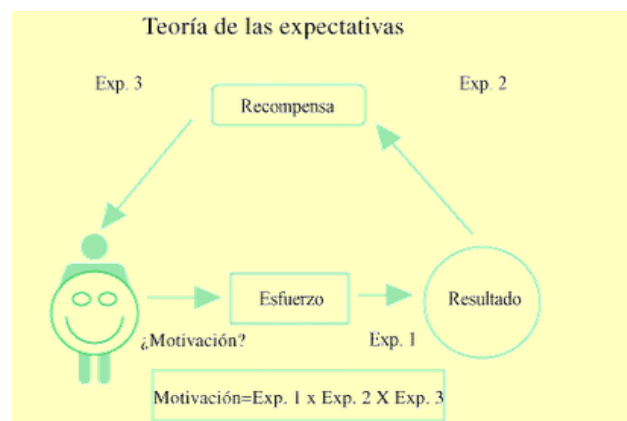 Teoría de las expectativas
Exp. 3
Exp. 2
Recompensa
Esfuerzo
Resultado
¿Motivación?
Exp. 1
Motivación=Exp. 1 x Exp. 2 X Exp. 3